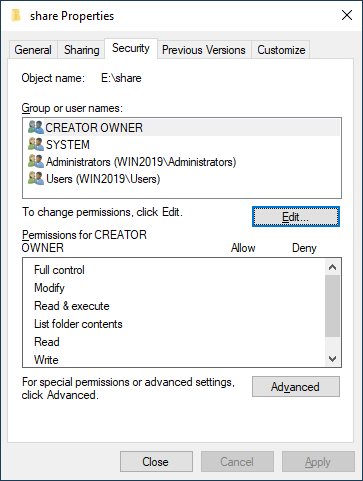 share Properties
General Sharing Security Previous Versions Customize
Object name: E:\share
Group or user names:
CREATOR OWNER
SYSTEM
Administrators (WIN2019\Administrators)
Users (WIN2019\Users)
To change permissions, click Edit.
Edit...
Permissions for CREATOR
OWNER Allow Deny
Full control
Modify
Read & execute
List folder contents
Read
Write
For special permissions or advanced settings,
click Advanced.
Advanced
Close Cancel Apply